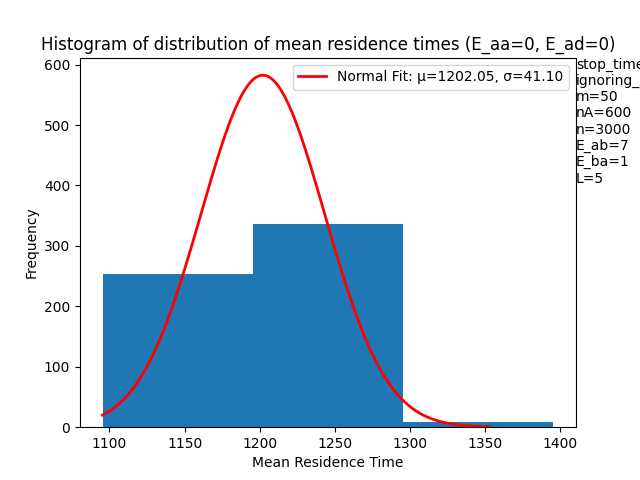 Histogram of distribution of mean residence times (E_aa=0, E_ad=0)
Normal Fit: μ=1202.05, σ=41.10
stop_time
ignoring_
m=50
nA=600
n=3000
E_ab=7
E_ba=1
L=5
Frequency
600
500
400
300
200
100
0
1100 1150 1200 1250 1300 1350 1400
Mean Residence Time